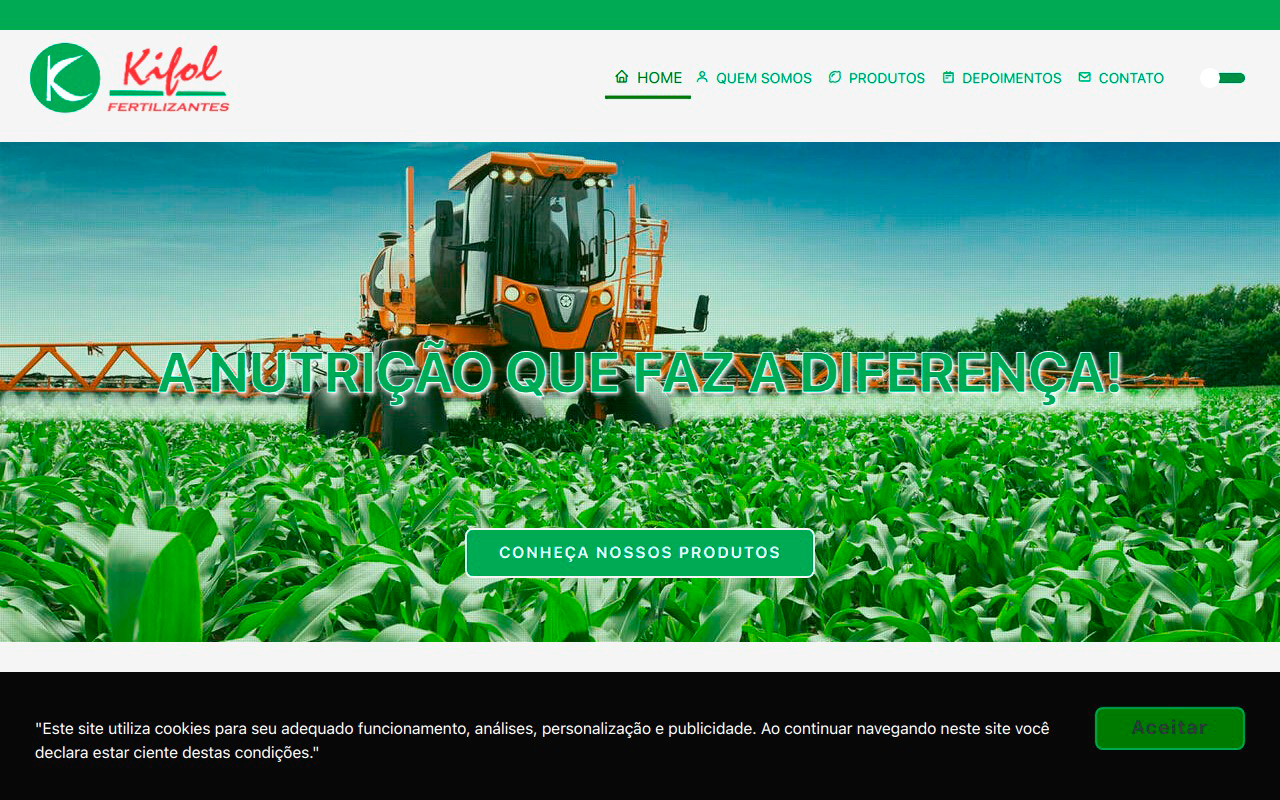 Kifol
FERTILIZANTES
HOME
QUEM SOMOS
PRODUTOS
DEPOIMENTOS
CONTATO
A NUTRIÇÃO QUE FAZ A DIFERENÇA!
CONHEÇA NOSSOS PRODUTOS
"Este site utiliza cookies para seu adequado funcionamento, análises, personalização e publicidade. Ao continuar navegando neste site você
declara estar ciente destas condições."
Aceitar